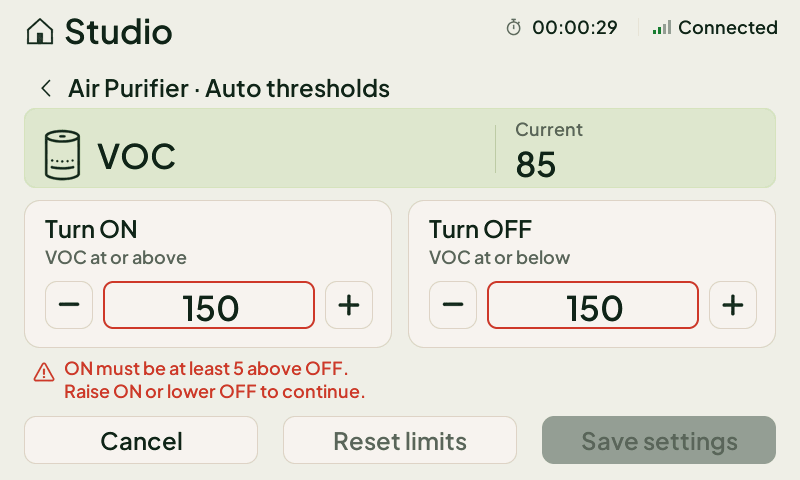 Studio
00:00:29
Connected
Air Purifier · Auto thresholds
VOC
Current
85
Turn ON
VOC at or above
150
Turn OFF
VOC at or below
150
ON must be at least 5 above OFF.
Raise ON or lower OFF to continue.
Cancel
Reset limits
Save settings